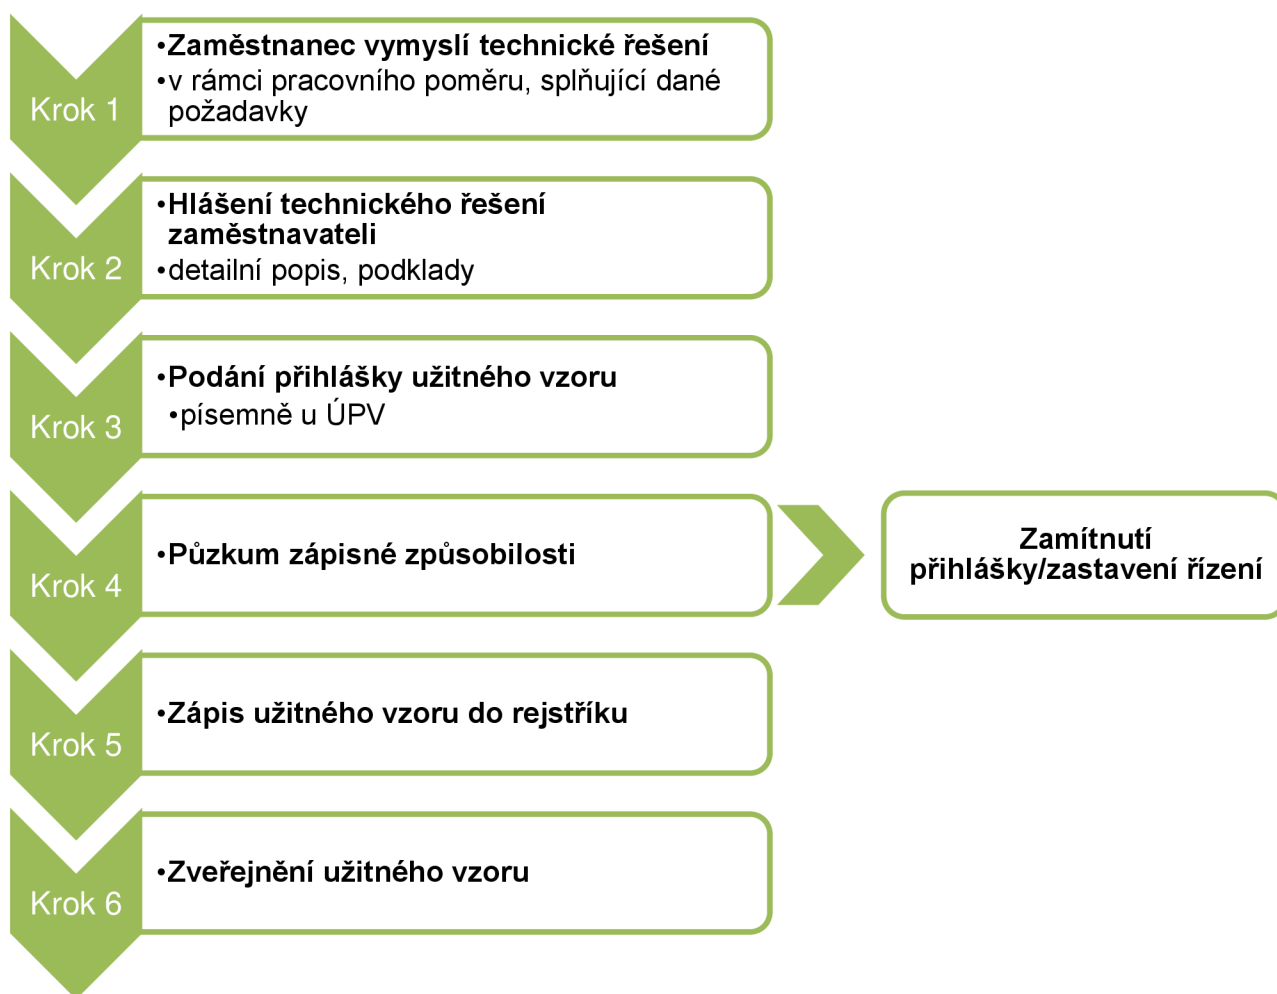 Krok 1
•Zaměstnanec vymyslí technické řešení
•v rámci pracovního poměru, splňující dané
požadavky
Krok 2
•Hlášení technického řešení
zaměstnavateli
•detailní popis, podklady
Krok 3
•Podání přihlášky užitného vzoru
•písemně u ÚPV
Krok 4
•Půzkum zápisné způsobilosti
Zamítnutí
přihlášky/zastavení řízení
Krok 5
•Zápis užitného vzoru do rejstříku
Krok 6
•Zveřejnění užitného vzoru